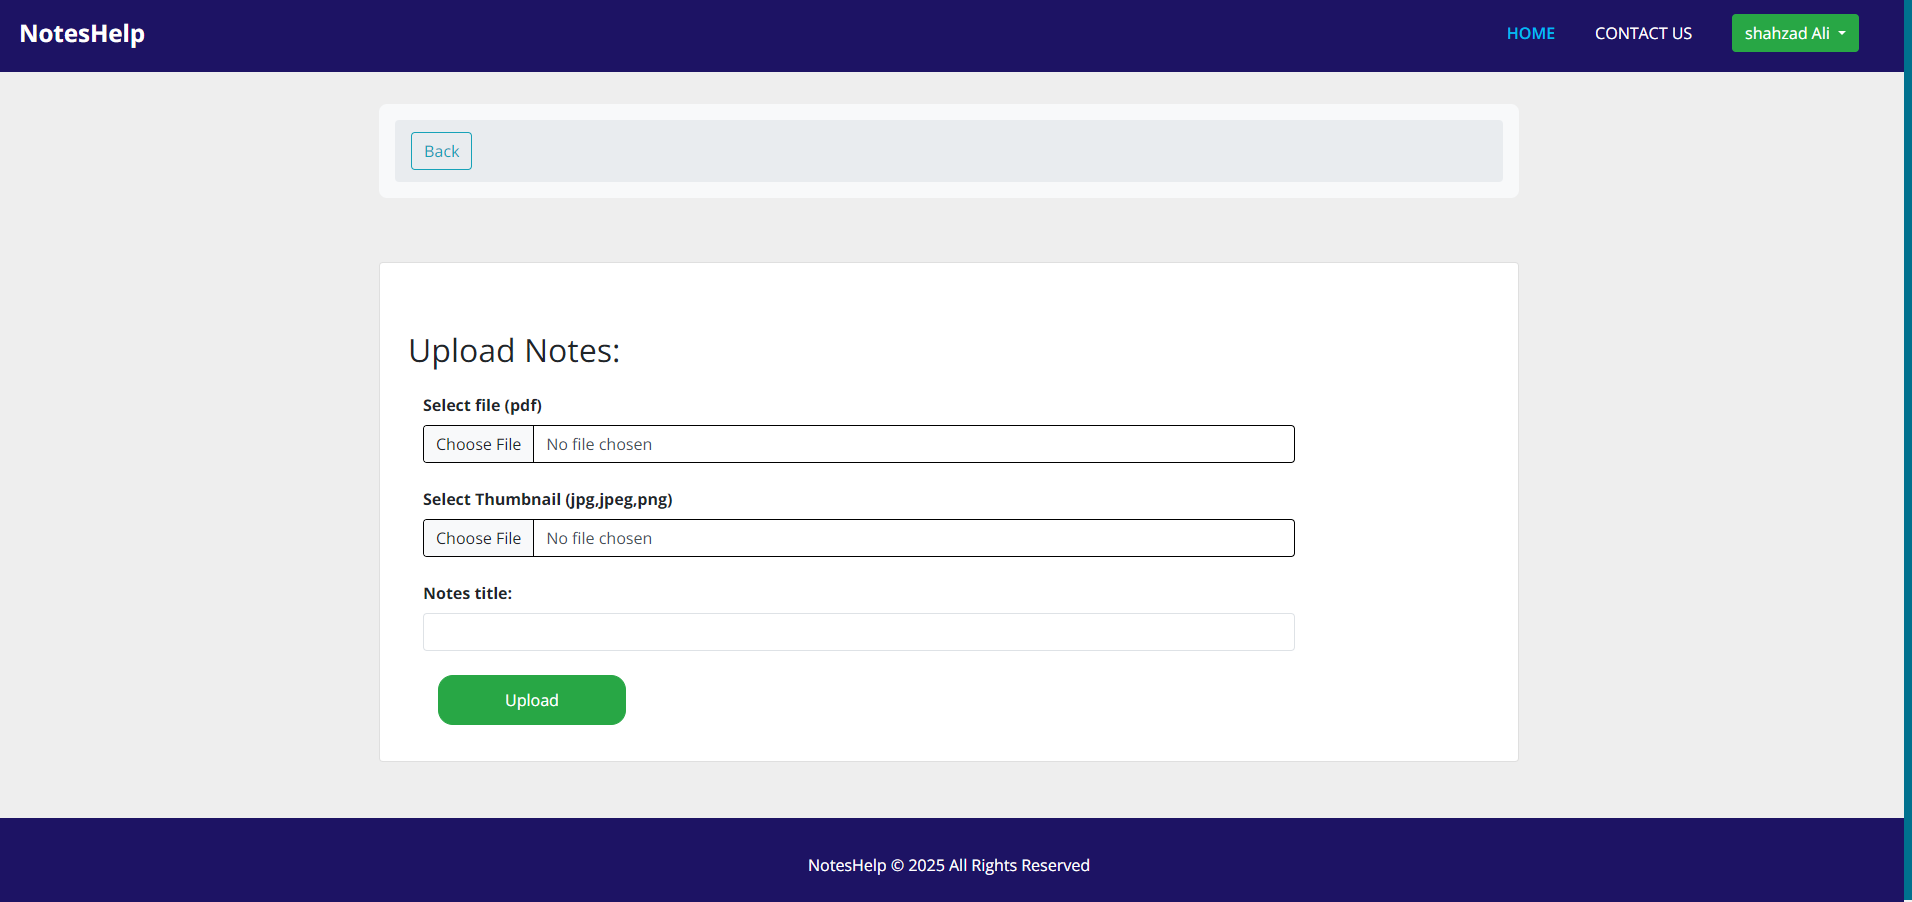 NotesHelp
HOME CONTACT US shahzad Ali
Back
Upload Notes:
Select file (pdf)
Choose File No file chosen
Select Thumbnail (jpg,jpeg,png)
Choose File No file chosen
Notes title:
Upload
NotesHelp © 2025 All Rights Reserved